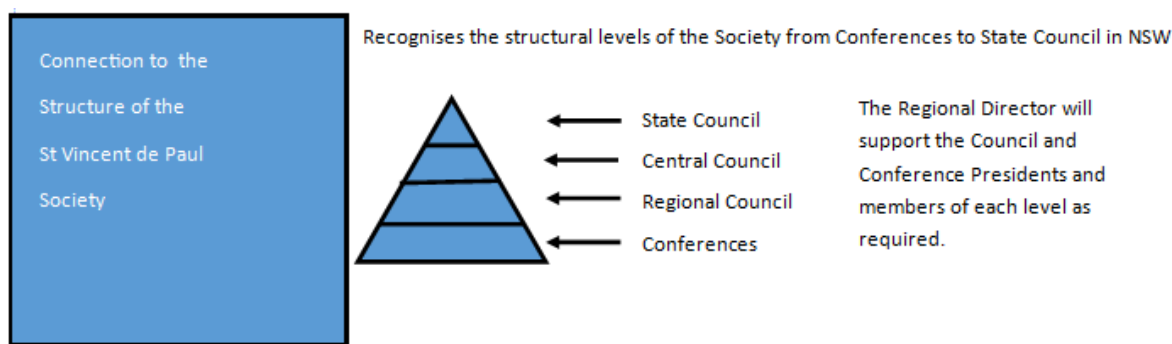 Connection to the
Structure of the
St Vincent de Paul
Society
Recognises the structural levels of the Society from Conferences to State Council in NSW
State Council
Central Council
Regional Council
Conferences
The Regional Director will
support the Council and
Conference Presidents and
members of each level as
required.